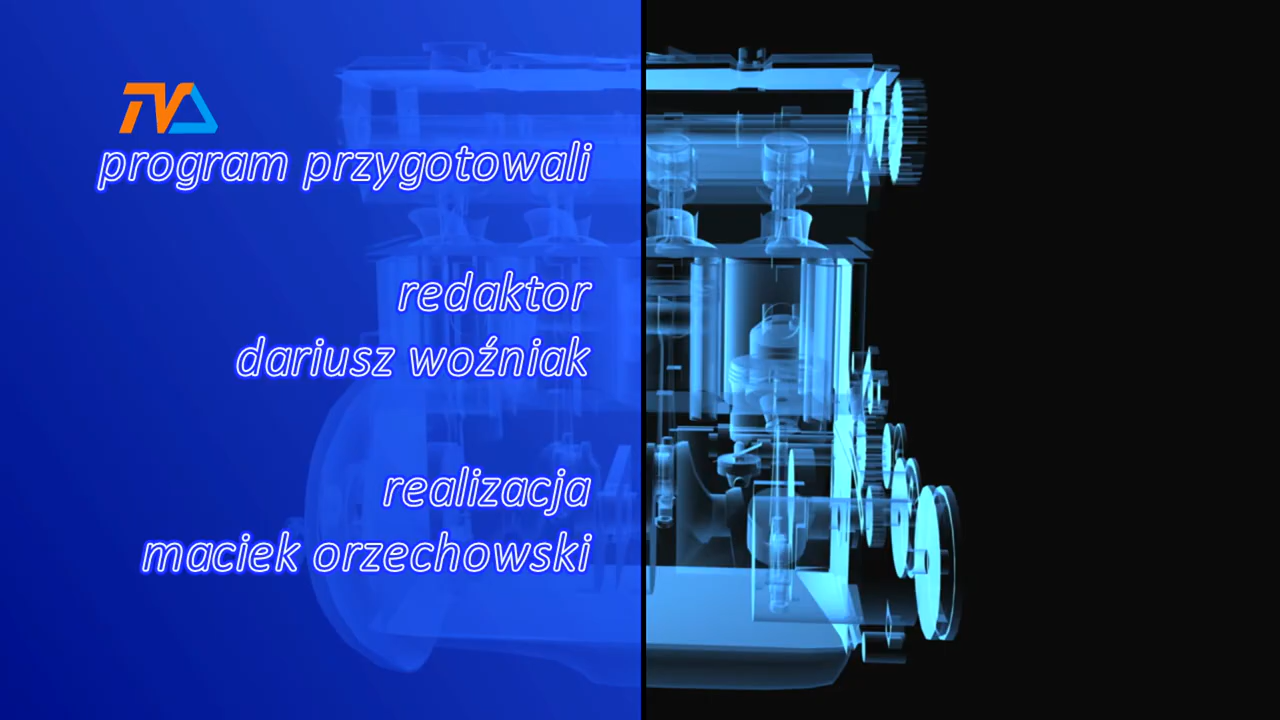 TVA
program przygotowali
redaktor
dariusz woźniak
realizacja
maciek orzechowski